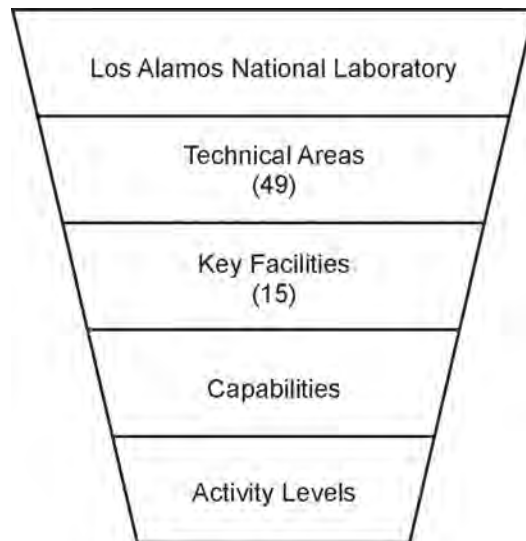 Los Alamos National Laboratory
Technical Areas
(49)
Key Facilities
(15)
Capabilities
Activity Levels